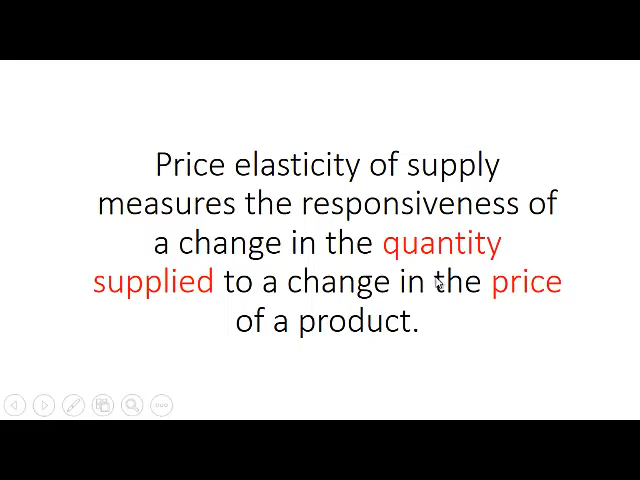 Price elasticity of supply
measures the responsiveness of
a change in the quantity
supplied to a change in the price
of a product.